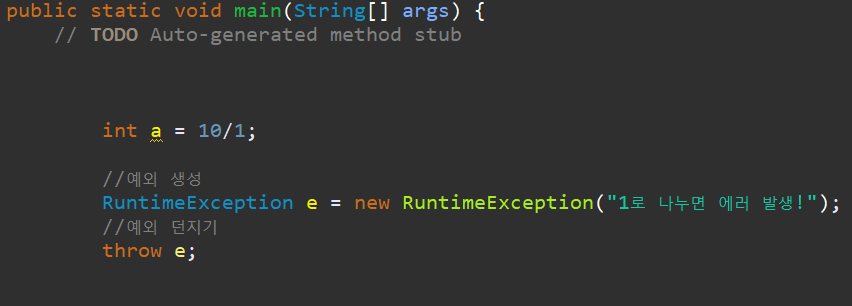 public static void main(String[] args) {
// TODO Auto-generated method stub
int a = 10/1;
//예외 생성
RuntimeException e = new RuntimeException("1로 나누면 에러 발생!");
//예외 던지기
throw e;